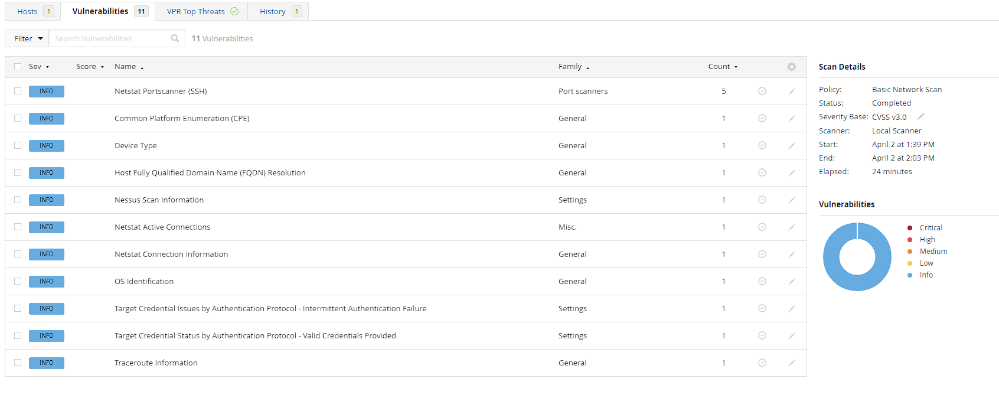 Hosts 1 Vulnerabilities 11 VPR Top Threats History 1
Filter Search Vulnerabilities 11 Vulnerabilities
Sev Score Name Family Count
INFO Netstat Portscanner (SSH) Port scanners 5
INFO Common Platform Enumeration (CPE) General 1
INFO Device Type General 1
INFO Host Fully Qualified Domain Name (FQDN) Resolution General 1
INFO Nessus Scan Information Settings 1
INFO Netstat Active Connections Misc. 1
INFO Netstat Connection Information General 1
INFO OS Identification General 1
INFO Target Credential Issues by Authentication Protocol - Intermittent Authentication Failure Settings 1
INFO Target Credential Status by Authentication Protocol - Valid Credentials Provided Settings 1
INFO Traceroute Information General 1
Scan Details
Policy: Basic Network Scan
Status: Completed
Severity Base: CVSS v3.0
Scanner: Local Scanner
Start: April 2 at 1:39 PM
End: April 2 at 2:03 PM
Elapsed: 24 minutes
Vulnerabilities
Critical
High
Medium
Low
Info